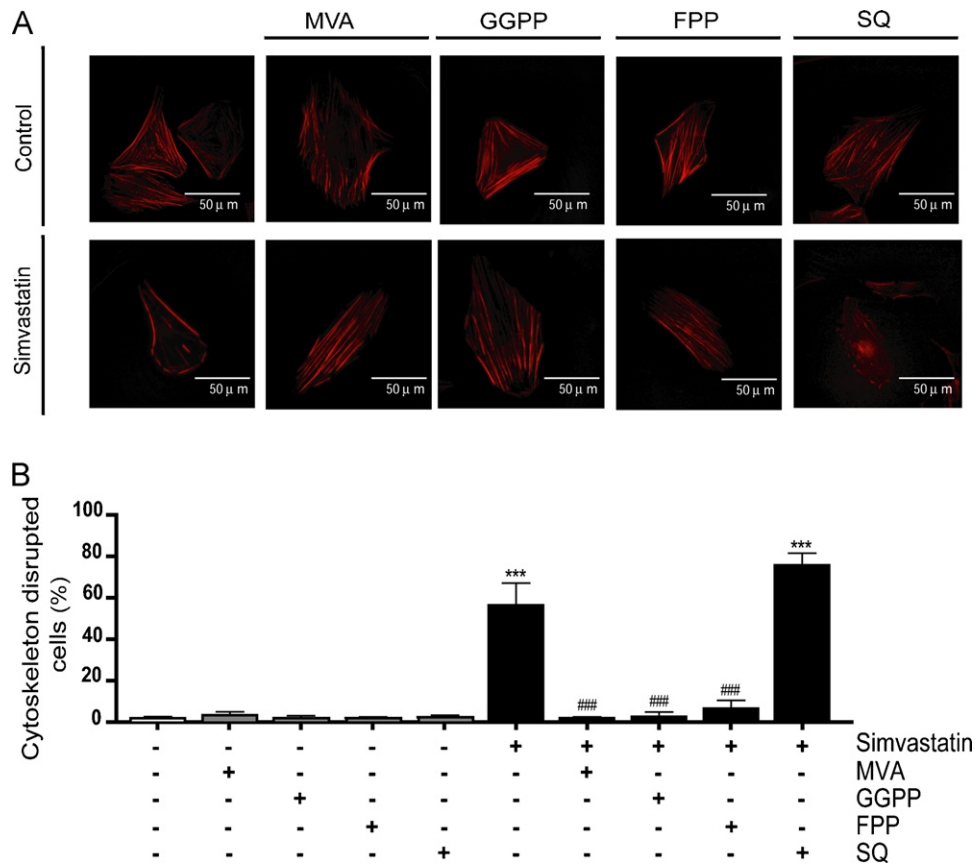 A
MVA GGPP FPP SQ
Control
50 μ m 50 μ m 50 μ m 50 μ m 50 μ m
Simvastatin
50 μ m 50 μ m 50 μ m 50 μ m 50 μ m
B
Cytoskeleton disrupted
cells (%)
100
80
60
40
20
0
*** ***
### ### ###
- - - - - + + + + + Simvastatin
- + - - - - + - - - MVA
- - + - - - - + - - GGPP
- - - + - - - - + - FPP
- - - - + - - - - + SQ